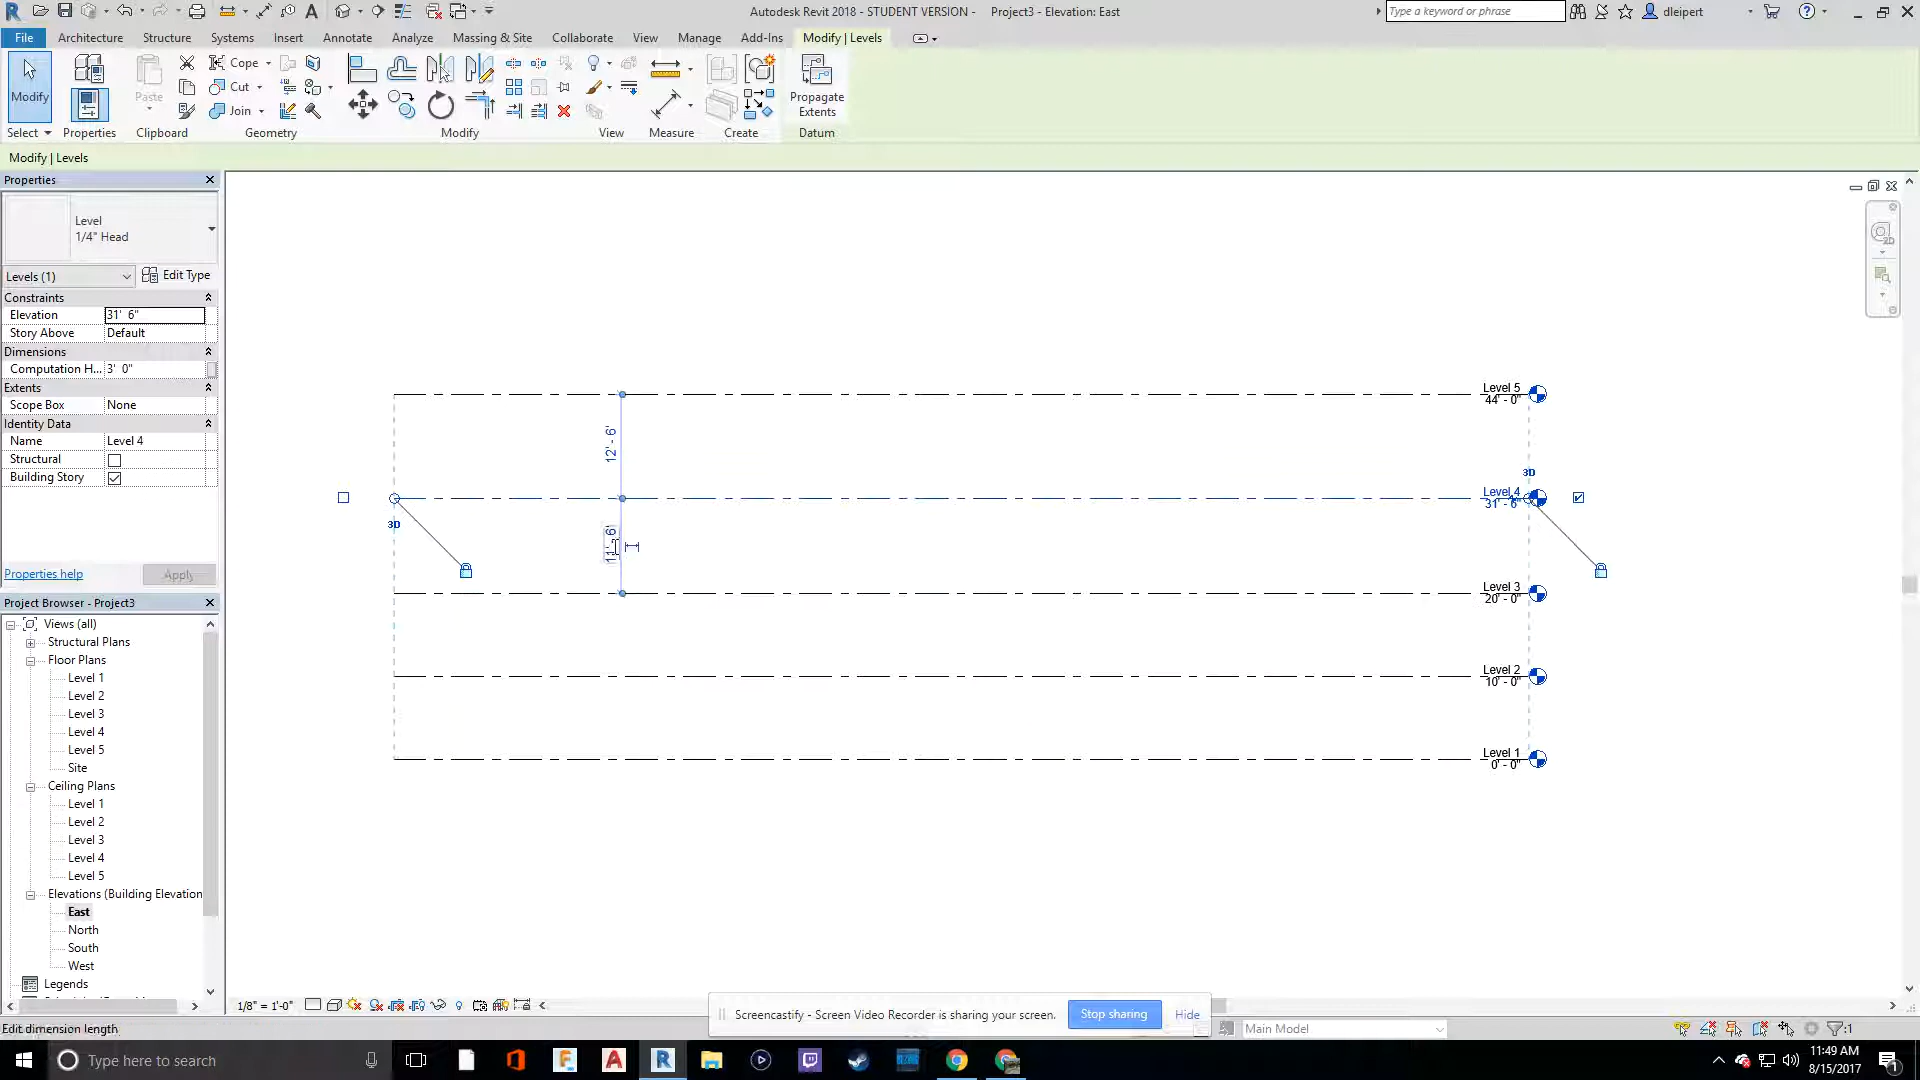 Autodesk Revit 2018 - STUDENT VERSION - Project3 - Elevation: East
Type a keyword or phrase
dleipert
File Architecture Structure Systems Insert Annotate Analyze Massing & Site Collaborate View Manage Add-Ins Modify | Levels
Modify
Paste
Cope
Cut
Join
Propagate
Extents
Select Properties Clipboard Geometry Modify View Measure Create Datum
Modify | Levels
Properties
Level
1/4" Head
Levels (1)
Edit Type
Constraints
Elevation 31' 6"
Story Above Default
Dimensions
Computation H... 3' 0"
Extents
Scope Box None
Identity Data
Name Level 4
Structural
Building Story
Properties help
Apply
Project Browser - Project3
Views (all)
Structural Plans
Floor Plans
Level 1
Level 2
Level 3
Level 4
Level 5
Site
Ceiling Plans
Level 1
Level 2
Level 3
Level 4
Level 5
Elevations (Building Elevation
East
North
South
West
Legends
Level 5
44' - 0"
12' - 6"
3D
Level 4
31' - 6"
3D
11' - 6"
Level 3
20' - 0"
Level 2
10' - 0"
Level 1
0' - 0"
2D
1/8" = 1'-0"
Screencastify - Screen Video Recorder is sharing your screen.
Stop sharing
Hide
Edit dimension length
Main Model
:1
Type here to search
11:49 AM
8/15/2017
1